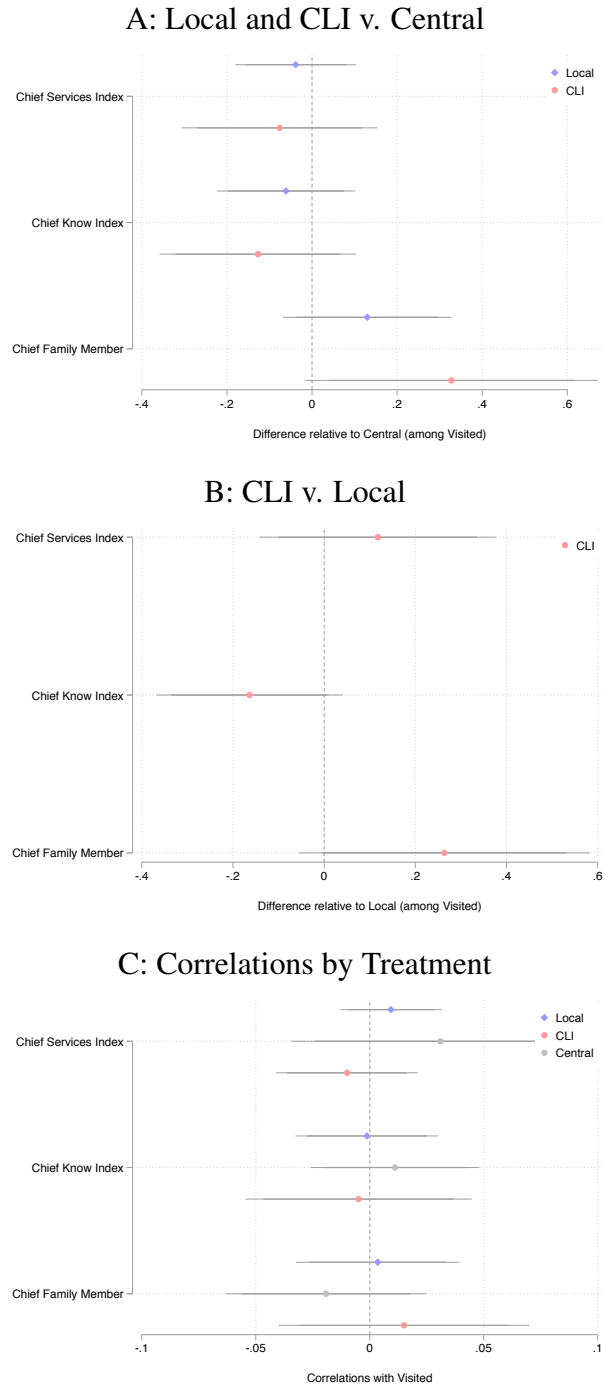 A: Local and CLI v. Central
Local
CLI
Chief Services Index
Chief Know Index
Chief Family Member
-.4 -.2 0 .2 .4 .6
Difference relative to Central (among Visited)
B: CLI v. Local
CLI
Chief Services Index
Chief Know Index
Chief Family Member
-.4 -.2 0 .2 .4 .6
Difference relative to Local (among Visited)
C: Correlations by Treatment
Local
CLI
Central
Chief Services Index
Chief Know Index
Chief Family Member
-.1 -.05 0 .05 .1
Correlations with Visited